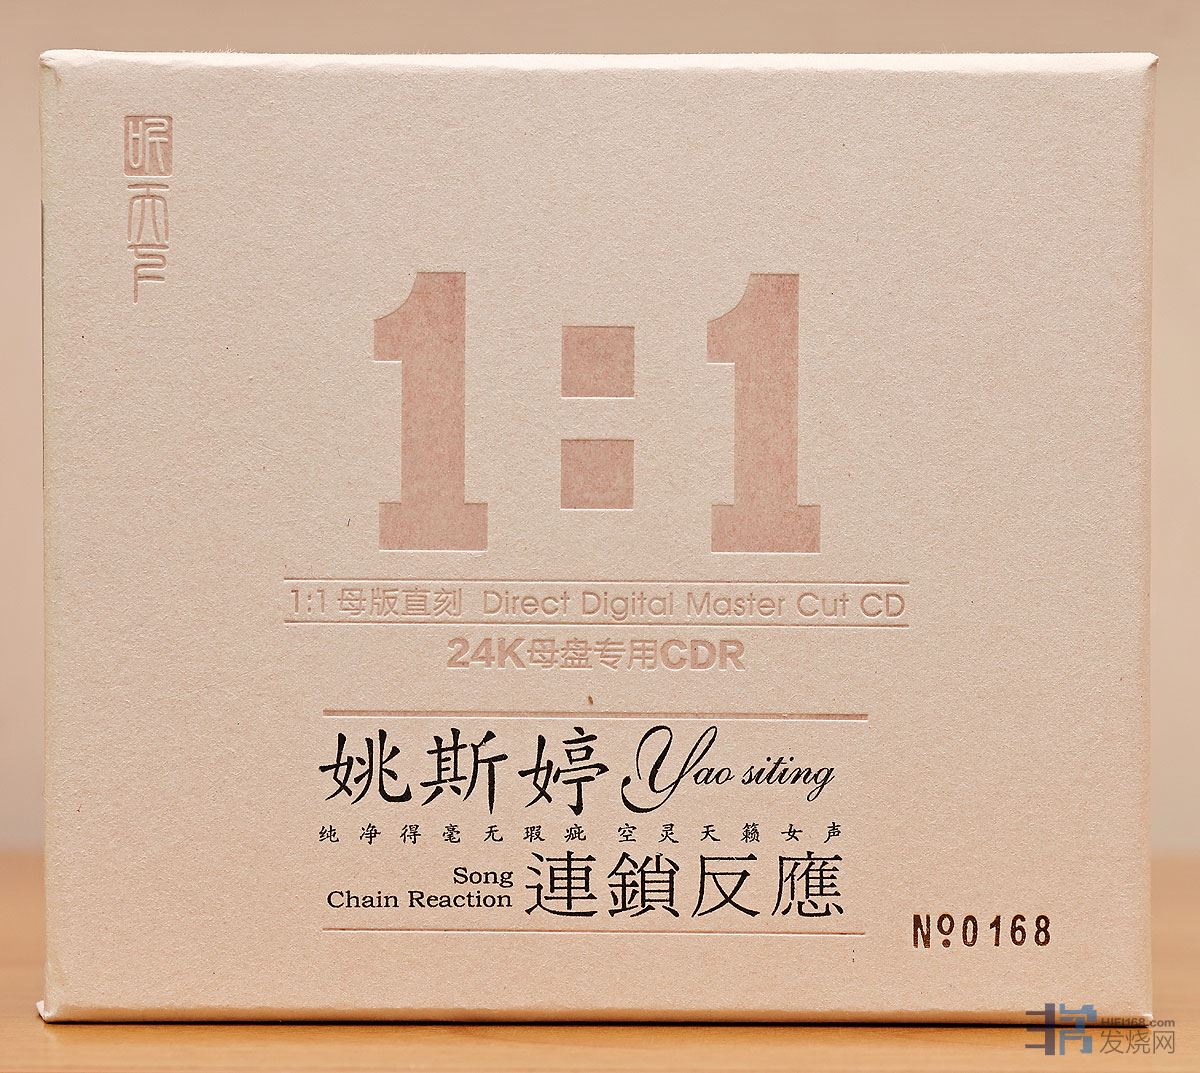 1:1
1:1母版直刻 Direct Digital Master Cut CD
24K母盘专用CDR
姚斯婷 Yao siting
纯净得毫无瑕疵 空灵天籁女声
Song
Chain Reaction 連鎖反應
Nº0168
HIFI168.com
发烧网